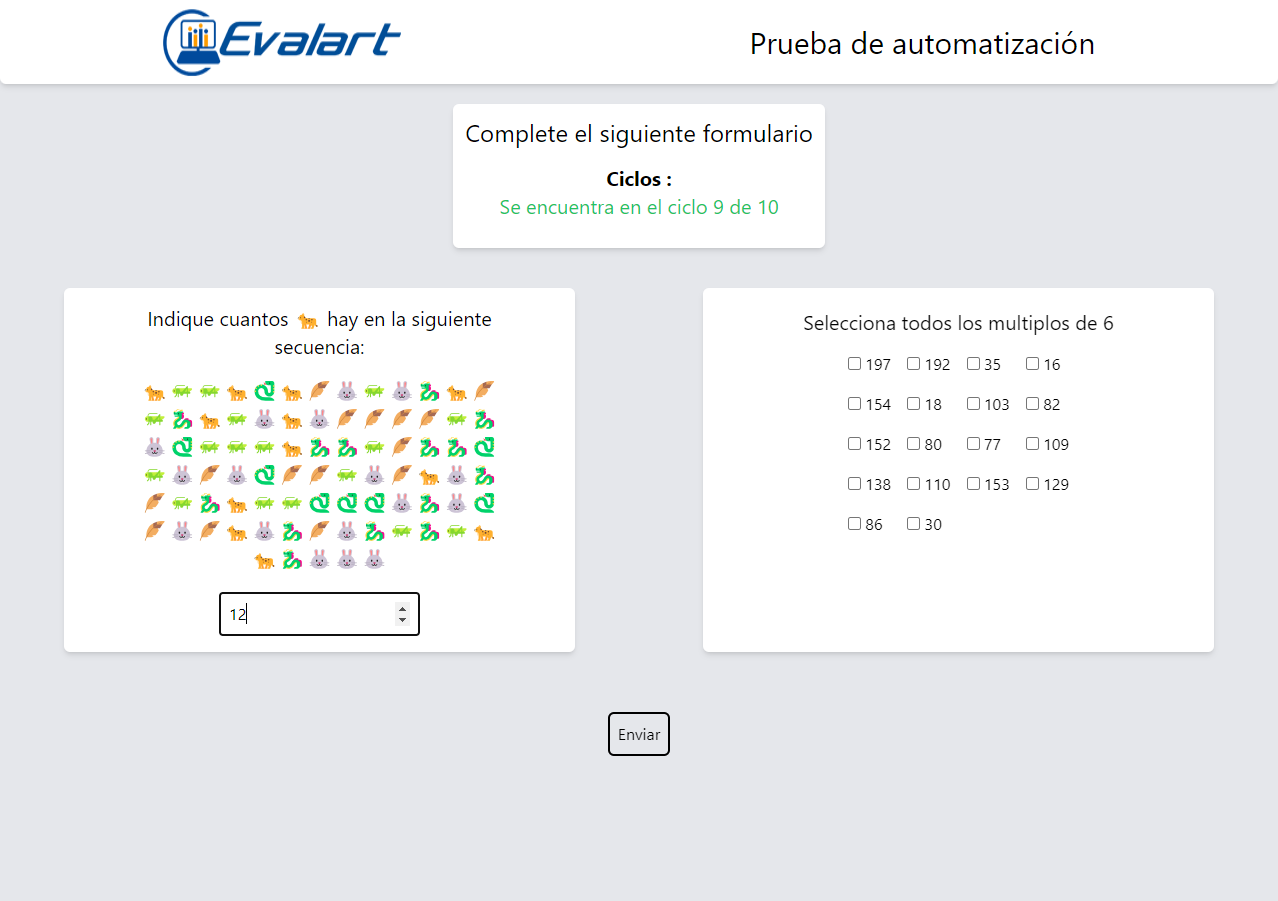 Evalart
Prueba de automatización
Complete el siguiente formulario
Ciclos :
Se encuentra en el ciclo 9 de 10
Indique cuantos 🐆 hay en la siguiente
secuencia:
12
Selecciona todos los multiplos de 6
197 192 35 16
154 18 103 82
152 80 77 109
138 110 153 129
86 30
Enviar